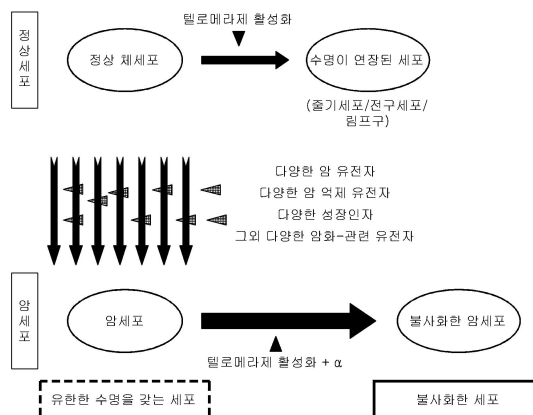 텔로메라제 활성화
정상세포
정상 체세포
수명이 연장된 세포
(줄기세포/전구세포/
림프구)
다양한 암 유전자
다양한 암 억제 유전자
다양한 성장인자
그외 다양한 암화-관련 유전자
암세포
암세포
불사화한 암세포
텔로메라제 활성화 + α
유한한 수명을 갖는 세포
불사화한 세포